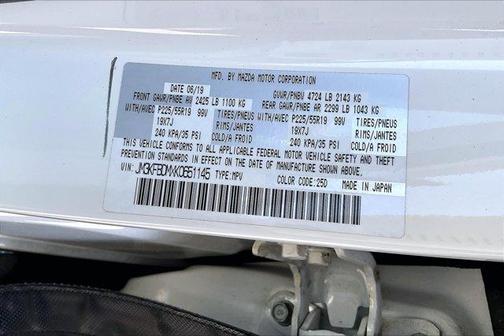 MFD. BY MAZDA MOTOR CORPORATION
DATE 06/19 GVWR/PNBV 4724 LB 2143 KG
FRONT GAWR/PNBE AV 2425 LB 1100 KG REAR GAWR/PNBE AR 2299 LB 1043 KG
WITH/AVEC P225/55R19 99V TIRES/PNEUS WITH/AVEC P225/55R19 99V TIRES/PNEUS
19X7J RIMS/JANTES 19X7J RIMS/JANTES
240 KPA/35 PSI COLD/A FROID 240 KPA/35 PSI COLD/A FROID
THIS VEHICLE CONFORMS TO ALL APPLICABLE FEDERAL MOTOR VEHICLE SAFETY AND THEFT
PREVENTION STANDARDS IN EFFECT ON THE DATE OF MANUFACTURE SHOWN ABOVE.
VIN: TYPE: MPV COLOR CODE: 25D MADE IN JAPAN